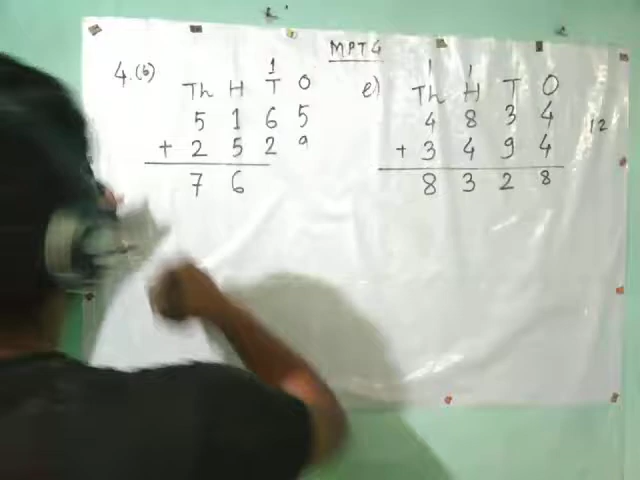 MPT4
4.(b)
1
Th H T O
5 1 6 5
+ 2 5 2 9
7 6
e)
1 1
Th H T O
4 8 3 4
+ 3 4 9 4
8 3 2 8
12